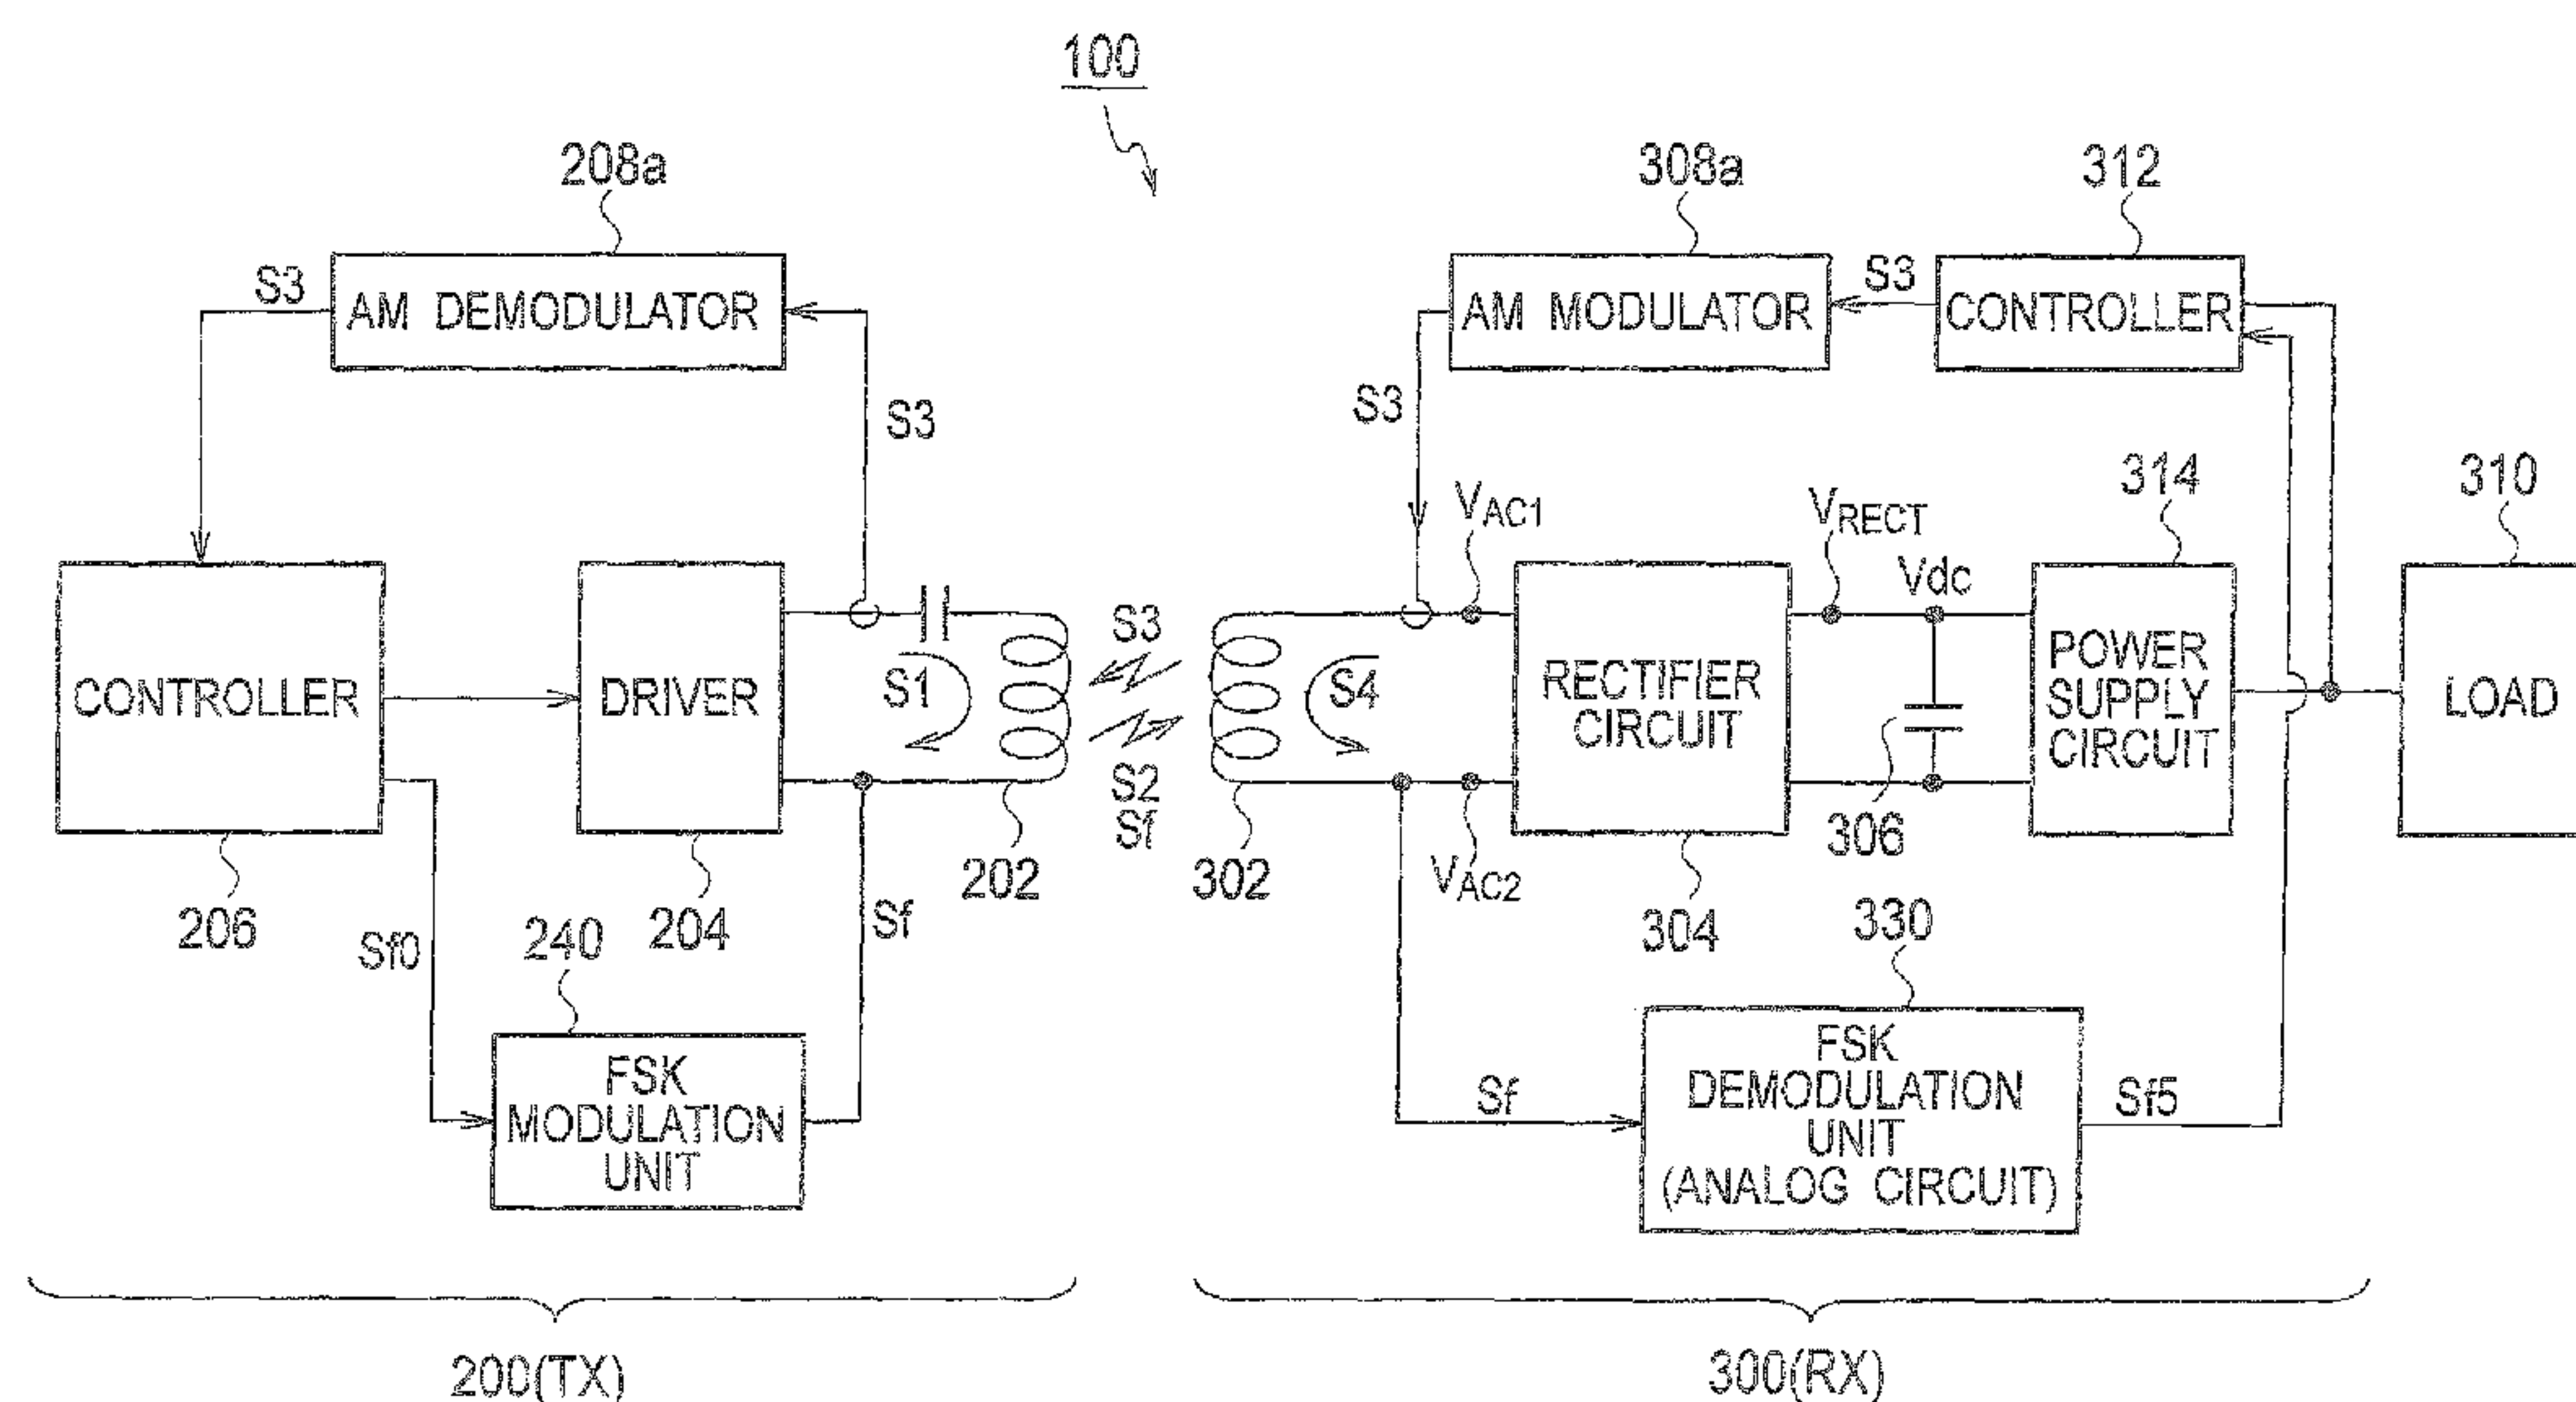 100
208a
308a
312
S3
AM DEMODULATOR
AM MODULATOR
S3
CONTROLLER
S3
S3
VAC1
VRECT
Vdc
314
310
CONTROLLER
DRIVER
S1
S3
S2
Sf
S4
RECTIFIER
CIRCUIT
306
POWER
SUPPLY
CIRCUIT
LOAD
206
204
202
302
VAC2
304
Sf0
240
Sf
330
FSK
MODULATION
UNIT
Sf
FSK
DEMODULATION
UNIT
(ANALOG CIRCUIT)
Sf5
200(TX)
300(RX)